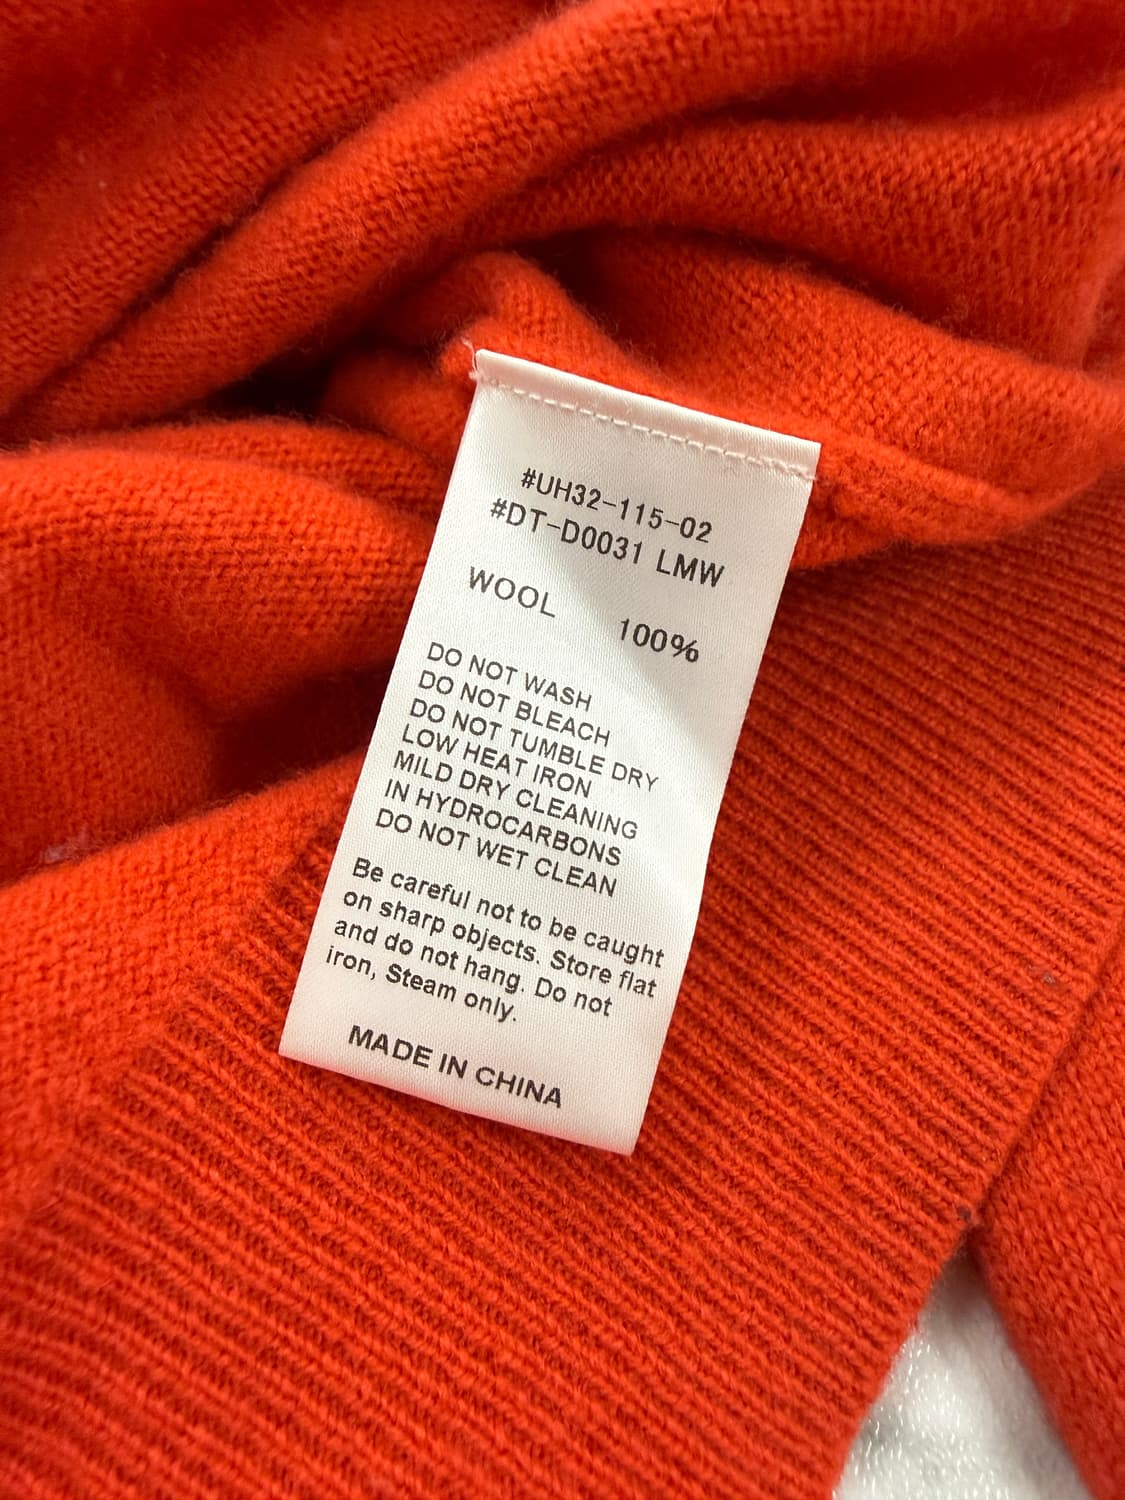 #UH32-115-02
#DT-D0031 LMW
WOOL 100%
DO NOT WASH
DO NOT BLEACH
DO NOT TUMBLE DRY
LOW HEAT IRON
MILD DRY CLEANING
IN HYDROCARBONS
DO NOT WET CLEAN
Be careful not to be caught
on sharp objects. Store flat
and do not hang. Do not
iron, Steam only.
MADE IN CHINA